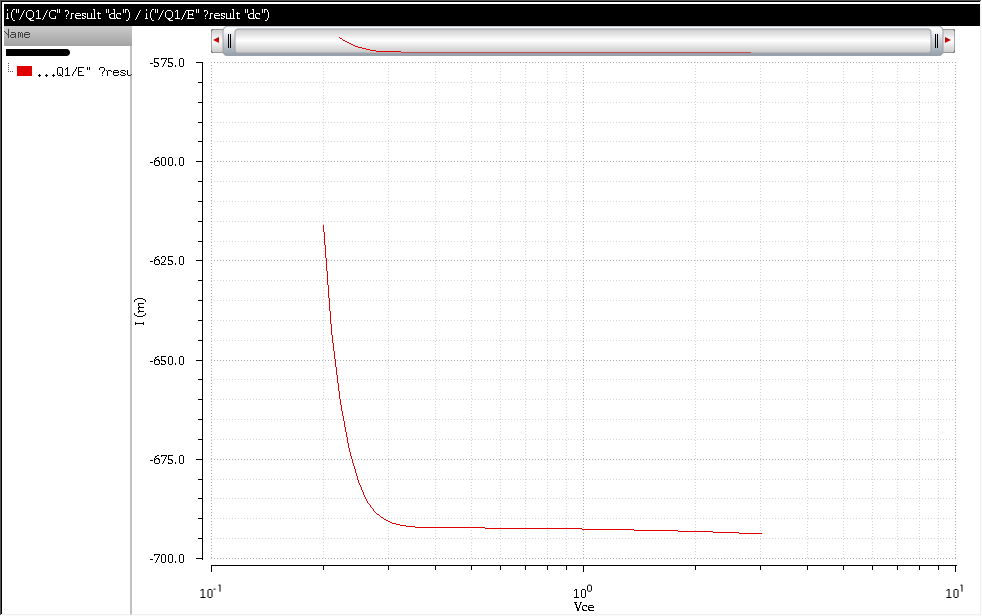 i("/Q1/C" ?result "dc") / i("/Q1/E" ?result "dc")
Name
...Q1/E" ?resu
-575.0
-600.0
-625.0
-650.0
-675.0
-700.0
I (m)
10-1
100
101
Vce